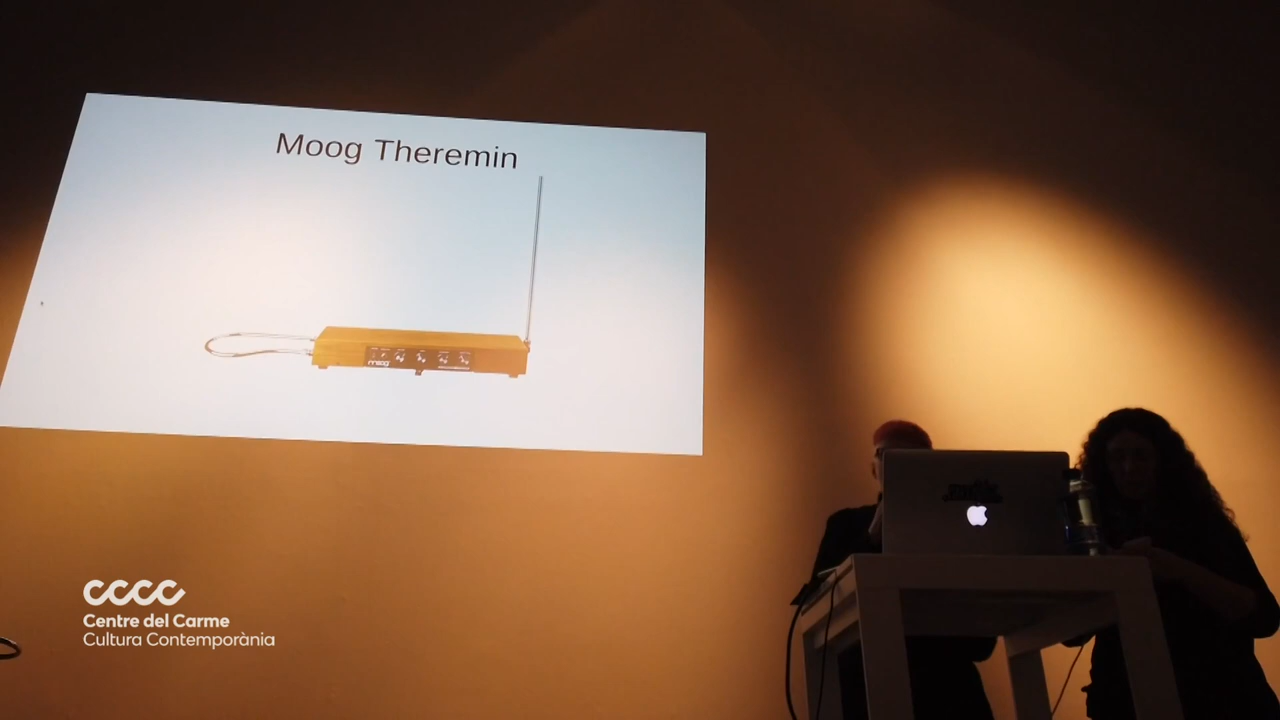 Moog Theremin
moog
CCCC
Centre del Carme
Cultura Contemporània